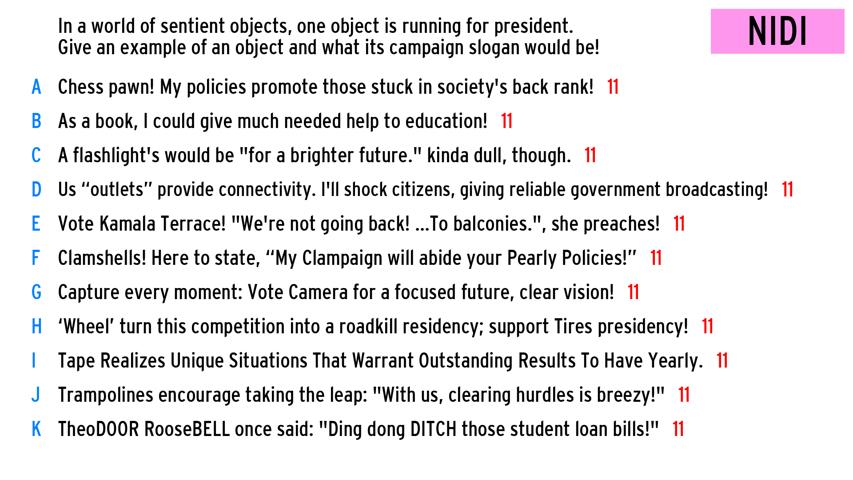 In a world of sentient objects, one object is running for president.
Give an example of an object and what its campaign slogan would be!
NIDI
A Chess pawn! My policies promote those stuck in society's back rank! 11
B As a book, I could give much needed help to education! 11
C A flashlight's would be "for a brighter future." kinda dull, though. 11
D Us “outlets” provide connectivity. I'll shock citizens, giving reliable government broadcasting! 11
E Vote Kamala Terrace! "We're not going back! ...To balconies.", she preaches! 11
F Clamshells! Here to state, “My Clampaign will abide your Pearly Policies!” 11
G Capture every moment: Vote Camera for a focused future, clear vision! 11
H ‘Wheel’ turn this competition into a roadkill residency; support Tires presidency! 11
I Tape Realizes Unique Situations That Warrant Outstanding Results To Have Yearly. 11
J Trampolines encourage taking the leap: "With us, clearing hurdles is breezy!" 11
K TheoDOOR RooseBELL once said: "Ding dong DITCH those student loan bills!" 11